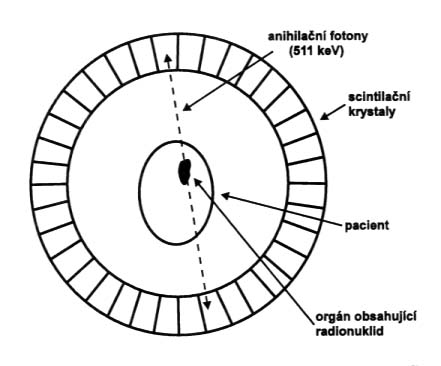 anihilační fotony
(511 keV)
scintilační
krystaly
pacient
orgán obsahující
radionuklid